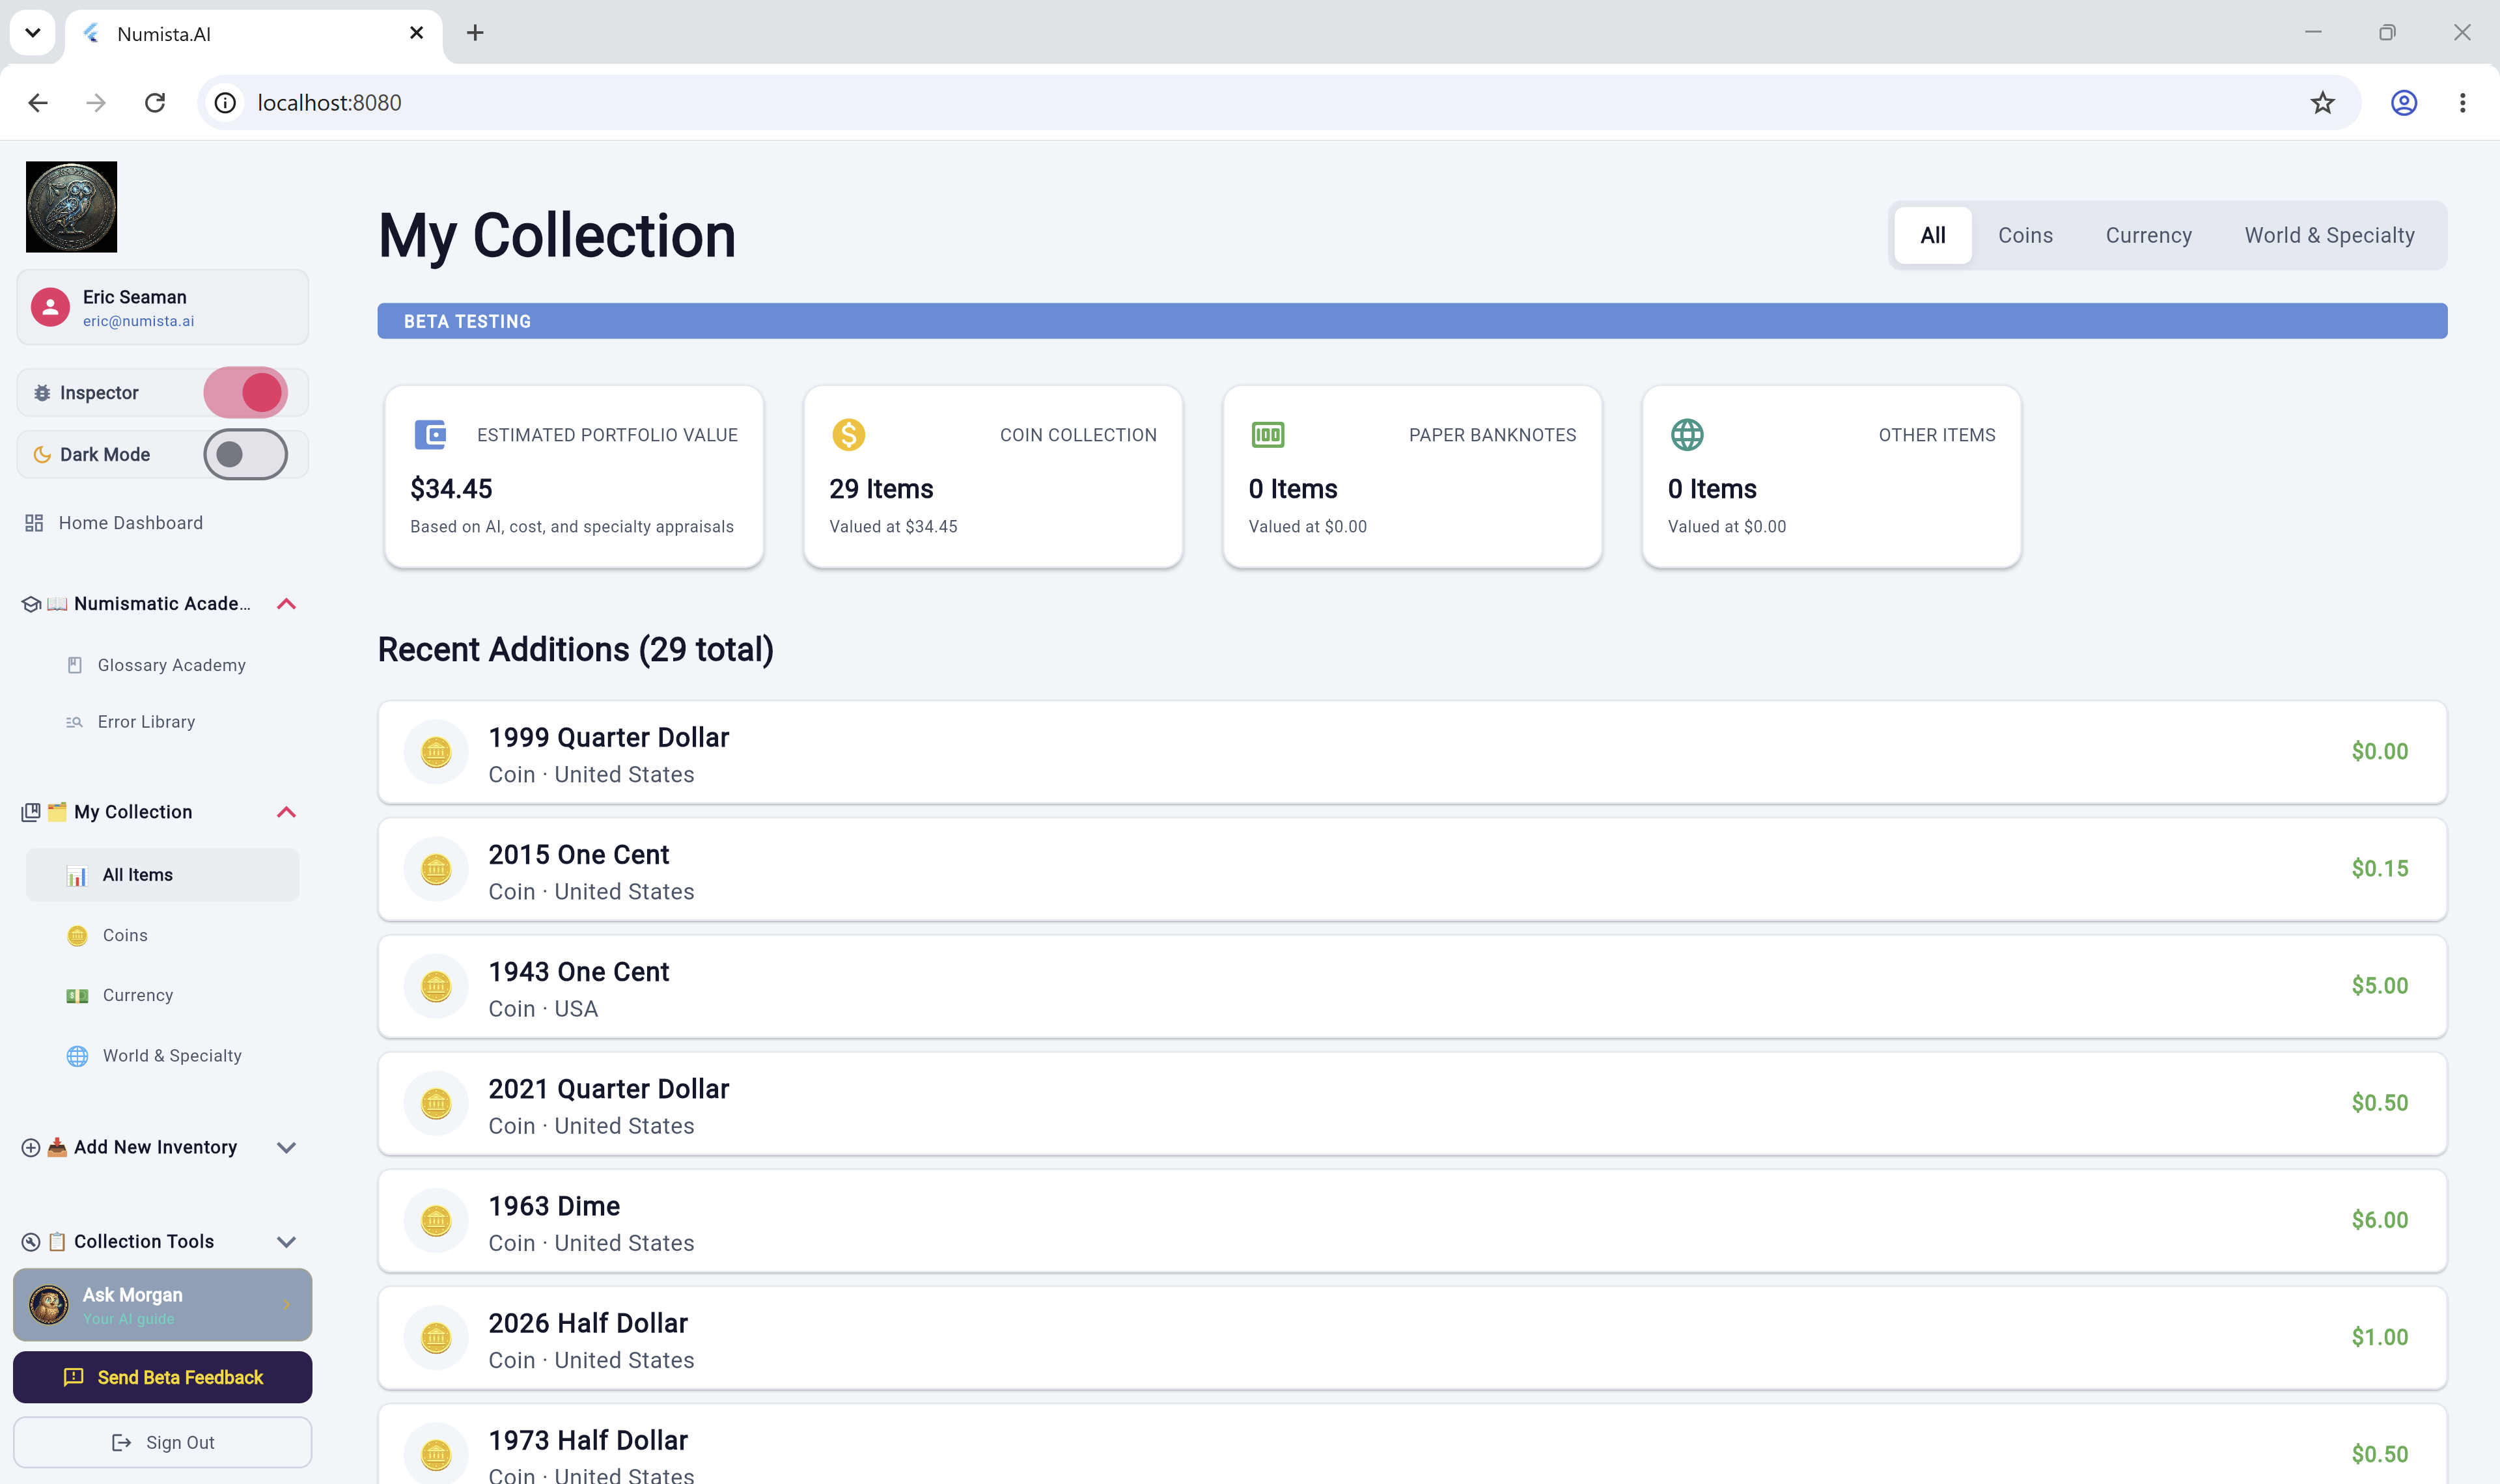 Numista.AI
localhost:8080
Eric Seaman
eric@numista.ai
Inspector
Dark Mode
Home Dashboard
Numismatic Acade...
Glossary Academy
Error Library
My Collection
All Items
Coins
Currency
World & Specialty
Add New Inventory
Collection Tools
Ask Morgan
Your AI guide
Send Beta Feedback
Sign Out
My Collection
All Coins Currency World & Specialty
BETA TESTING
ESTIMATED PORTFOLIO VALUE
$34.45
Based on AI, cost, and specialty appraisals
COIN COLLECTION
29 Items
Valued at $34.45
PAPER BANKNOTES
0 Items
Valued at $0.00
OTHER ITEMS
0 Items
Valued at $0.00
Recent Additions (29 total)
1999 Quarter Dollar
Coin · United States
$0.00
2015 One Cent
Coin · United States
$0.15
1943 One Cent
Coin · USA
$5.00
2021 Quarter Dollar
Coin · United States
$0.50
1963 Dime
Coin · United States
$6.00
2026 Half Dollar
Coin · United States
$1.00
1973 Half Dollar
Coin · United States
$0.50